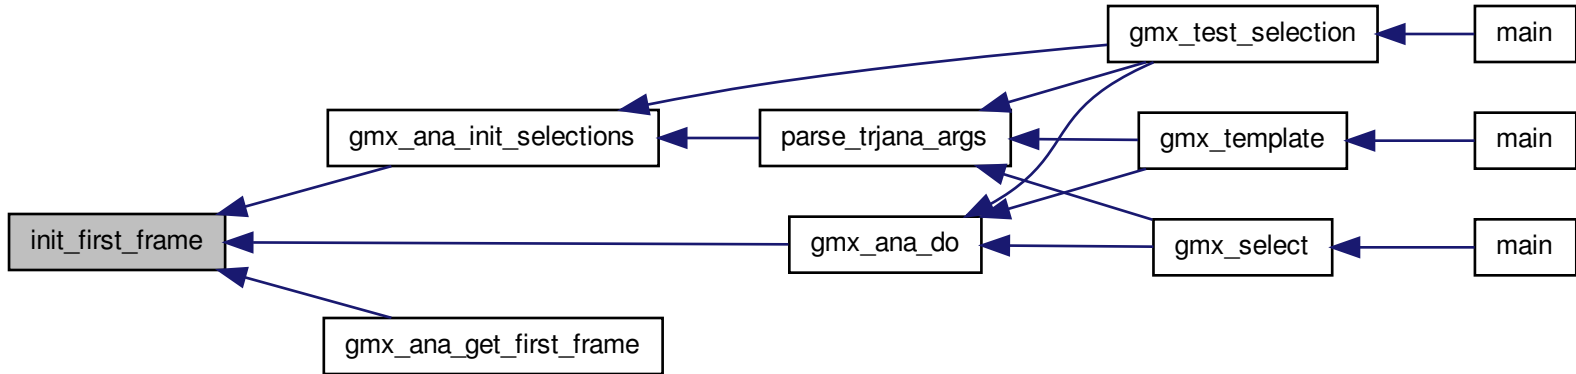 gmx_test_selection
main
gmx_ana_init_selections
parse_trjana_args
gmx_template
main
init_first_frame
gmx_ana_do
gmx_select
main
gmx_ana_get_first_frame